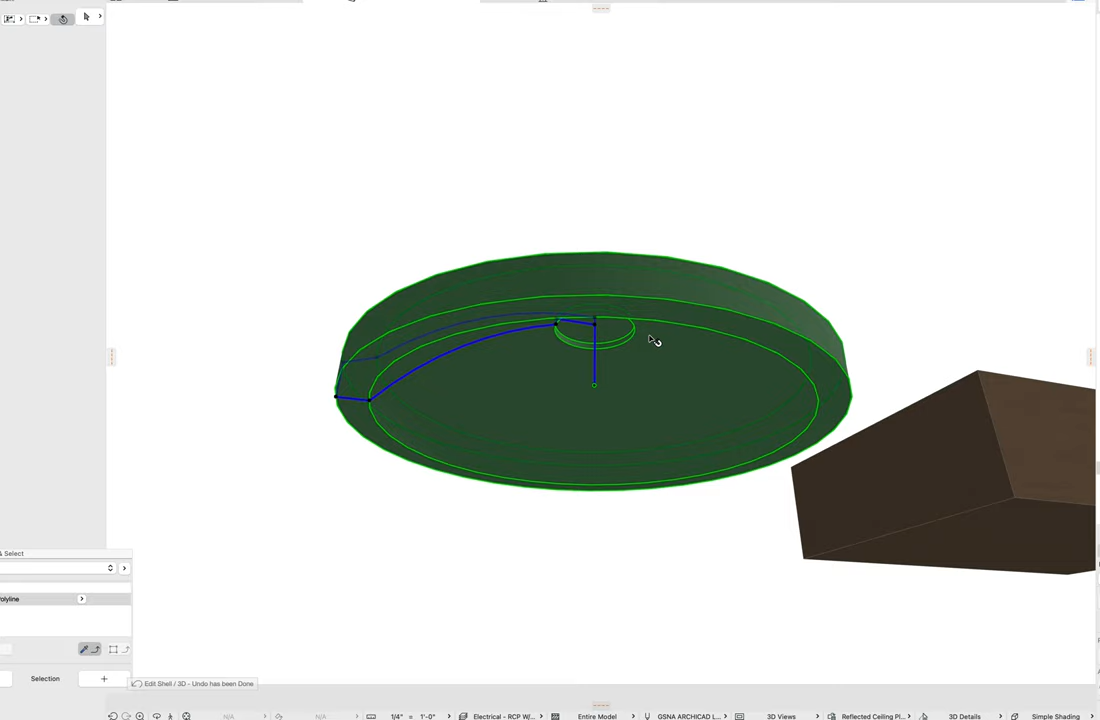 & Select
olyline
Selection
Edit Shell / 3D - Undo has been Done
N/A
N/A
1/4" = 1'-0"
Electrical - RCP W/...
Entire Model
GSNA ARCHICAD L...
3D Views
Reflected Ceiling Pl...
3D Details
Simple Shading